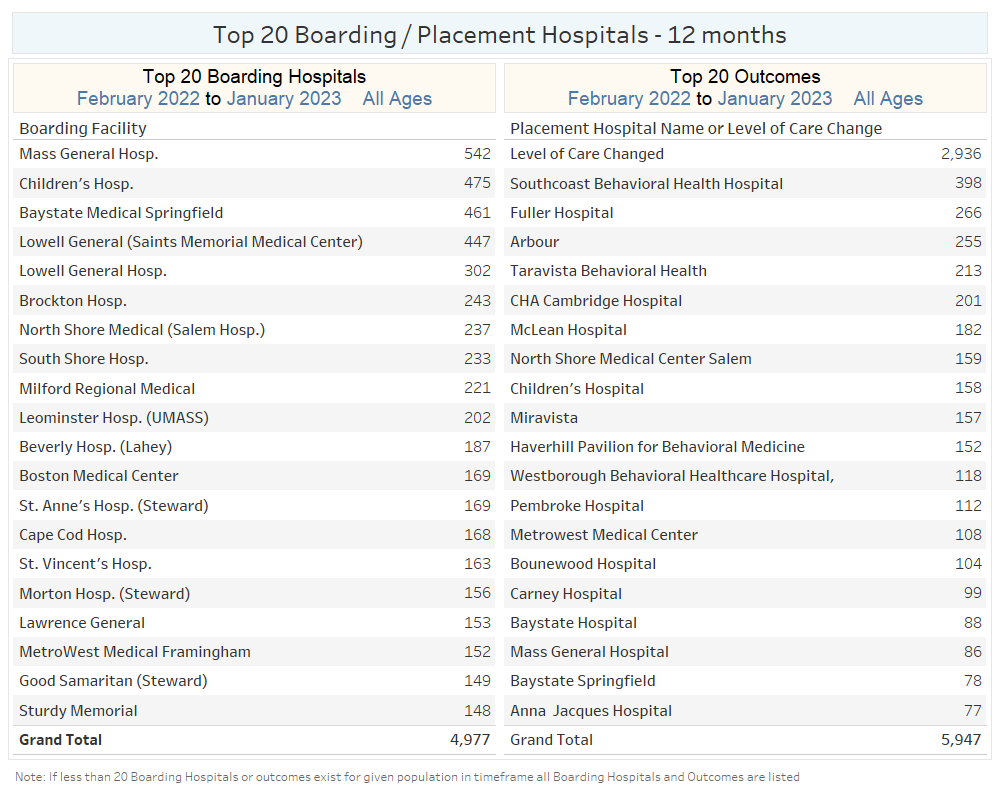 Top 20 Boarding / Placement Hospitals - 12 months
Top 20 Boarding Hospitals
February 2022 to January 2023 All Ages
Boarding Facility
Mass General Hosp. 542
Children's Hosp. 475
Baystate Medical Springfield 461
Lowell General (Saints Memorial Medical Center) 447
Lowell General Hosp. 302
Brockton Hosp. 243
North Shore Medical (Salem Hosp.) 237
South Shore Hosp. 233
Milford Regional Medical 221
Leominster Hosp. (UMASS) 202
Beverly Hosp. (Lahey) 187
Boston Medical Center 169
St. Anne's Hosp. (Steward) 169
Cape Cod Hosp. 168
St. Vincent's Hosp. 163
Morton Hosp. (Steward) 156
Lawrence General 153
MetroWest Medical Framingham 152
Good Samaritan (Steward) 149
Sturdy Memorial 148
Grand Total 4,977
Top 20 Outcomes
February 2022 to January 2023 All Ages
Placement Hospital Name or Level of Care Change
Level of Care Changed 2,936
Southcoast Behavioral Health Hospital 398
Fuller Hospital 266
Arbour 255
Taravista Behavioral Health 213
CHA Cambridge Hospital 201
McLean Hospital 182
North Shore Medical Center Salem 159
Children's Hospital 158
Miravista 157
Haverhill Pavilion for Behavioral Medicine 152
Westborough Behavioral Healthcare Hospital, 118
Pembroke Hospital 112
Metrowest Medical Center 108
Bounewood Hospital 104
Carney Hospital 99
Baystate Hospital 88
Mass General Hospital 86
Baystate Springfield 78
Anna  Jacques Hospital 77
Grand Total 5,947
Note: If less than 20 Boarding Hospitals or outcomes exist for given population in timeframe all Boarding Hospitals and Outcomes are listed